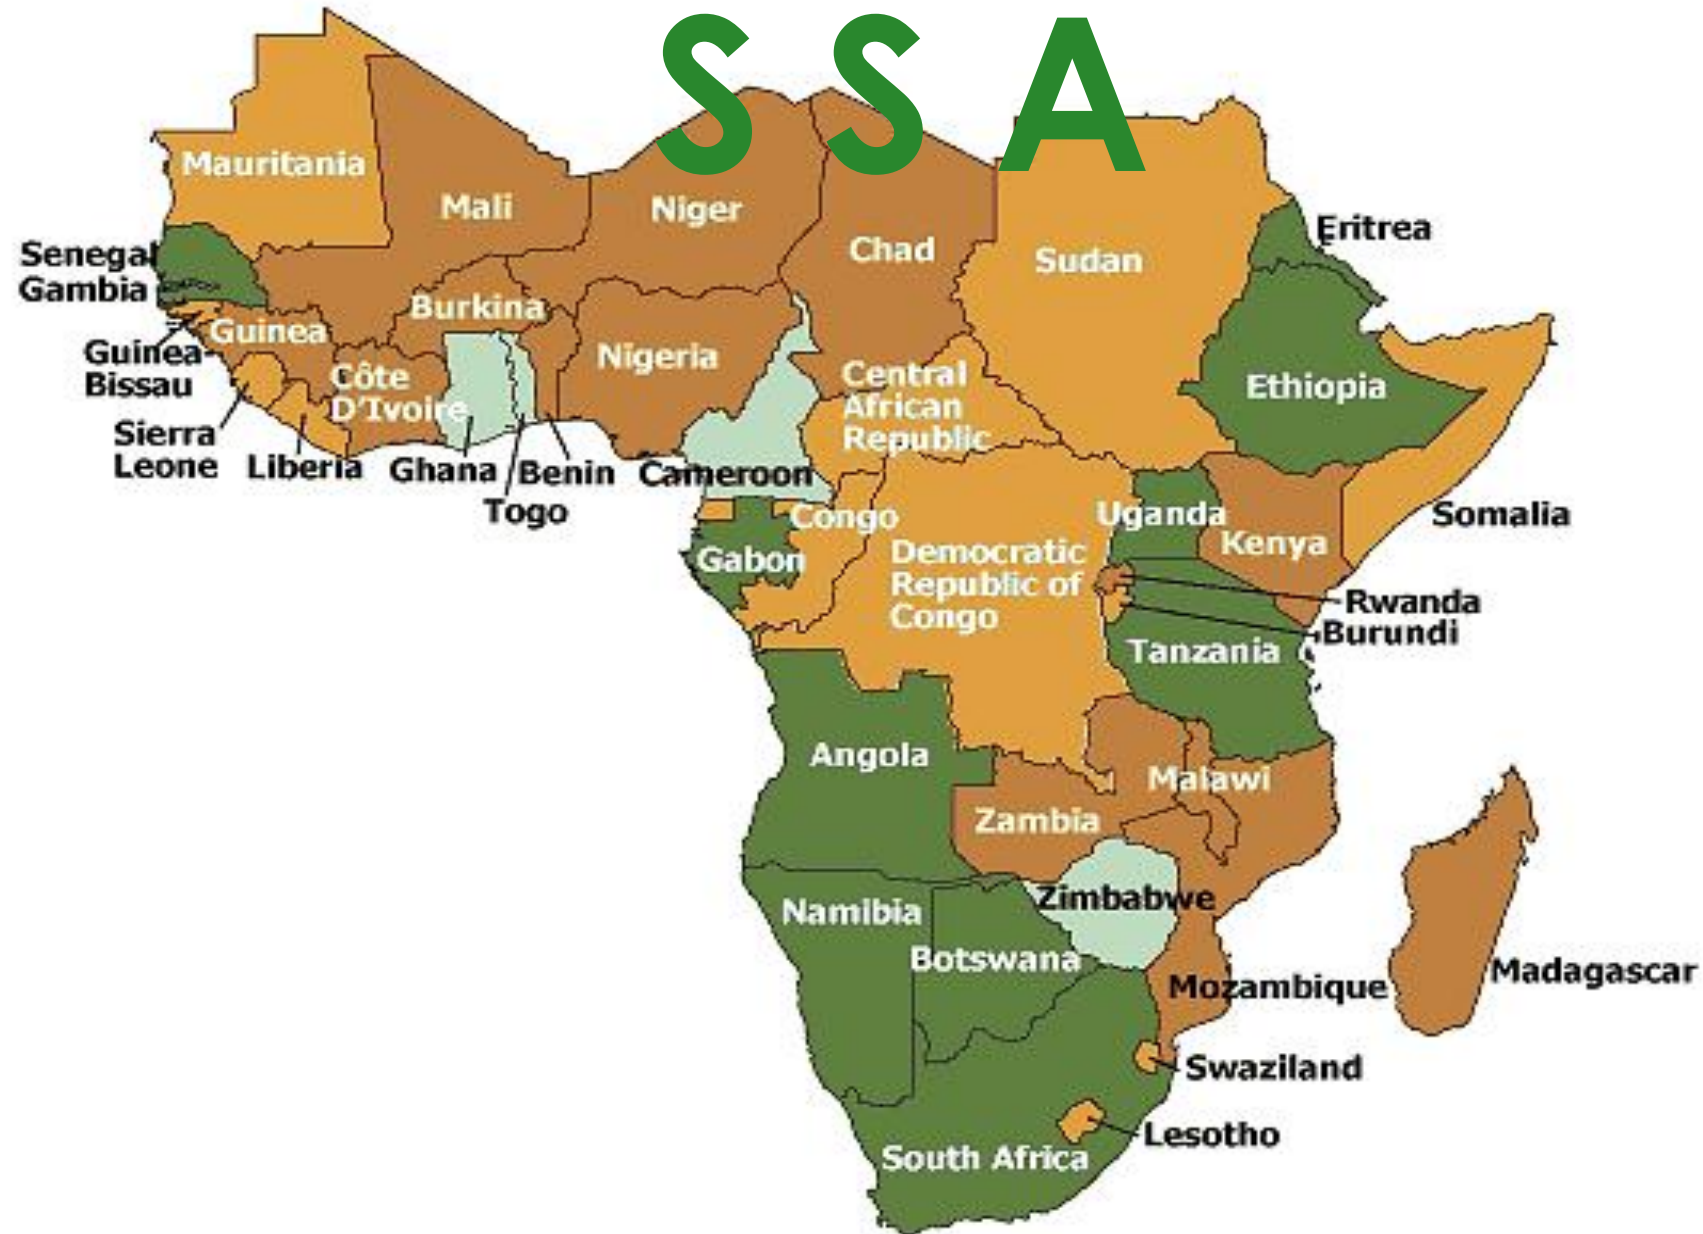 S S A
Mauritania
Mali
Niger
Chad
Sudan
Eritrea
Senegal
Gambia
Burkina
Guinea
Guinea
Bissau
Côte
D'Ivoire
Nigeria
Central
African
Republic
Ethiopia
Sierra
Leone
Liberia
Ghana
Benin
Togo
Cameroon
Congo
Gabon
Democratic
Republic of
Congo
Uganda
Kenya
Somalia
Rwanda
Burundi
Tanzania
Angola
Malawi
Zambia
Zimbabwe
Namibia
Botswana
Mozambique
Madagascar
Swaziland
Lesotho
South Africa